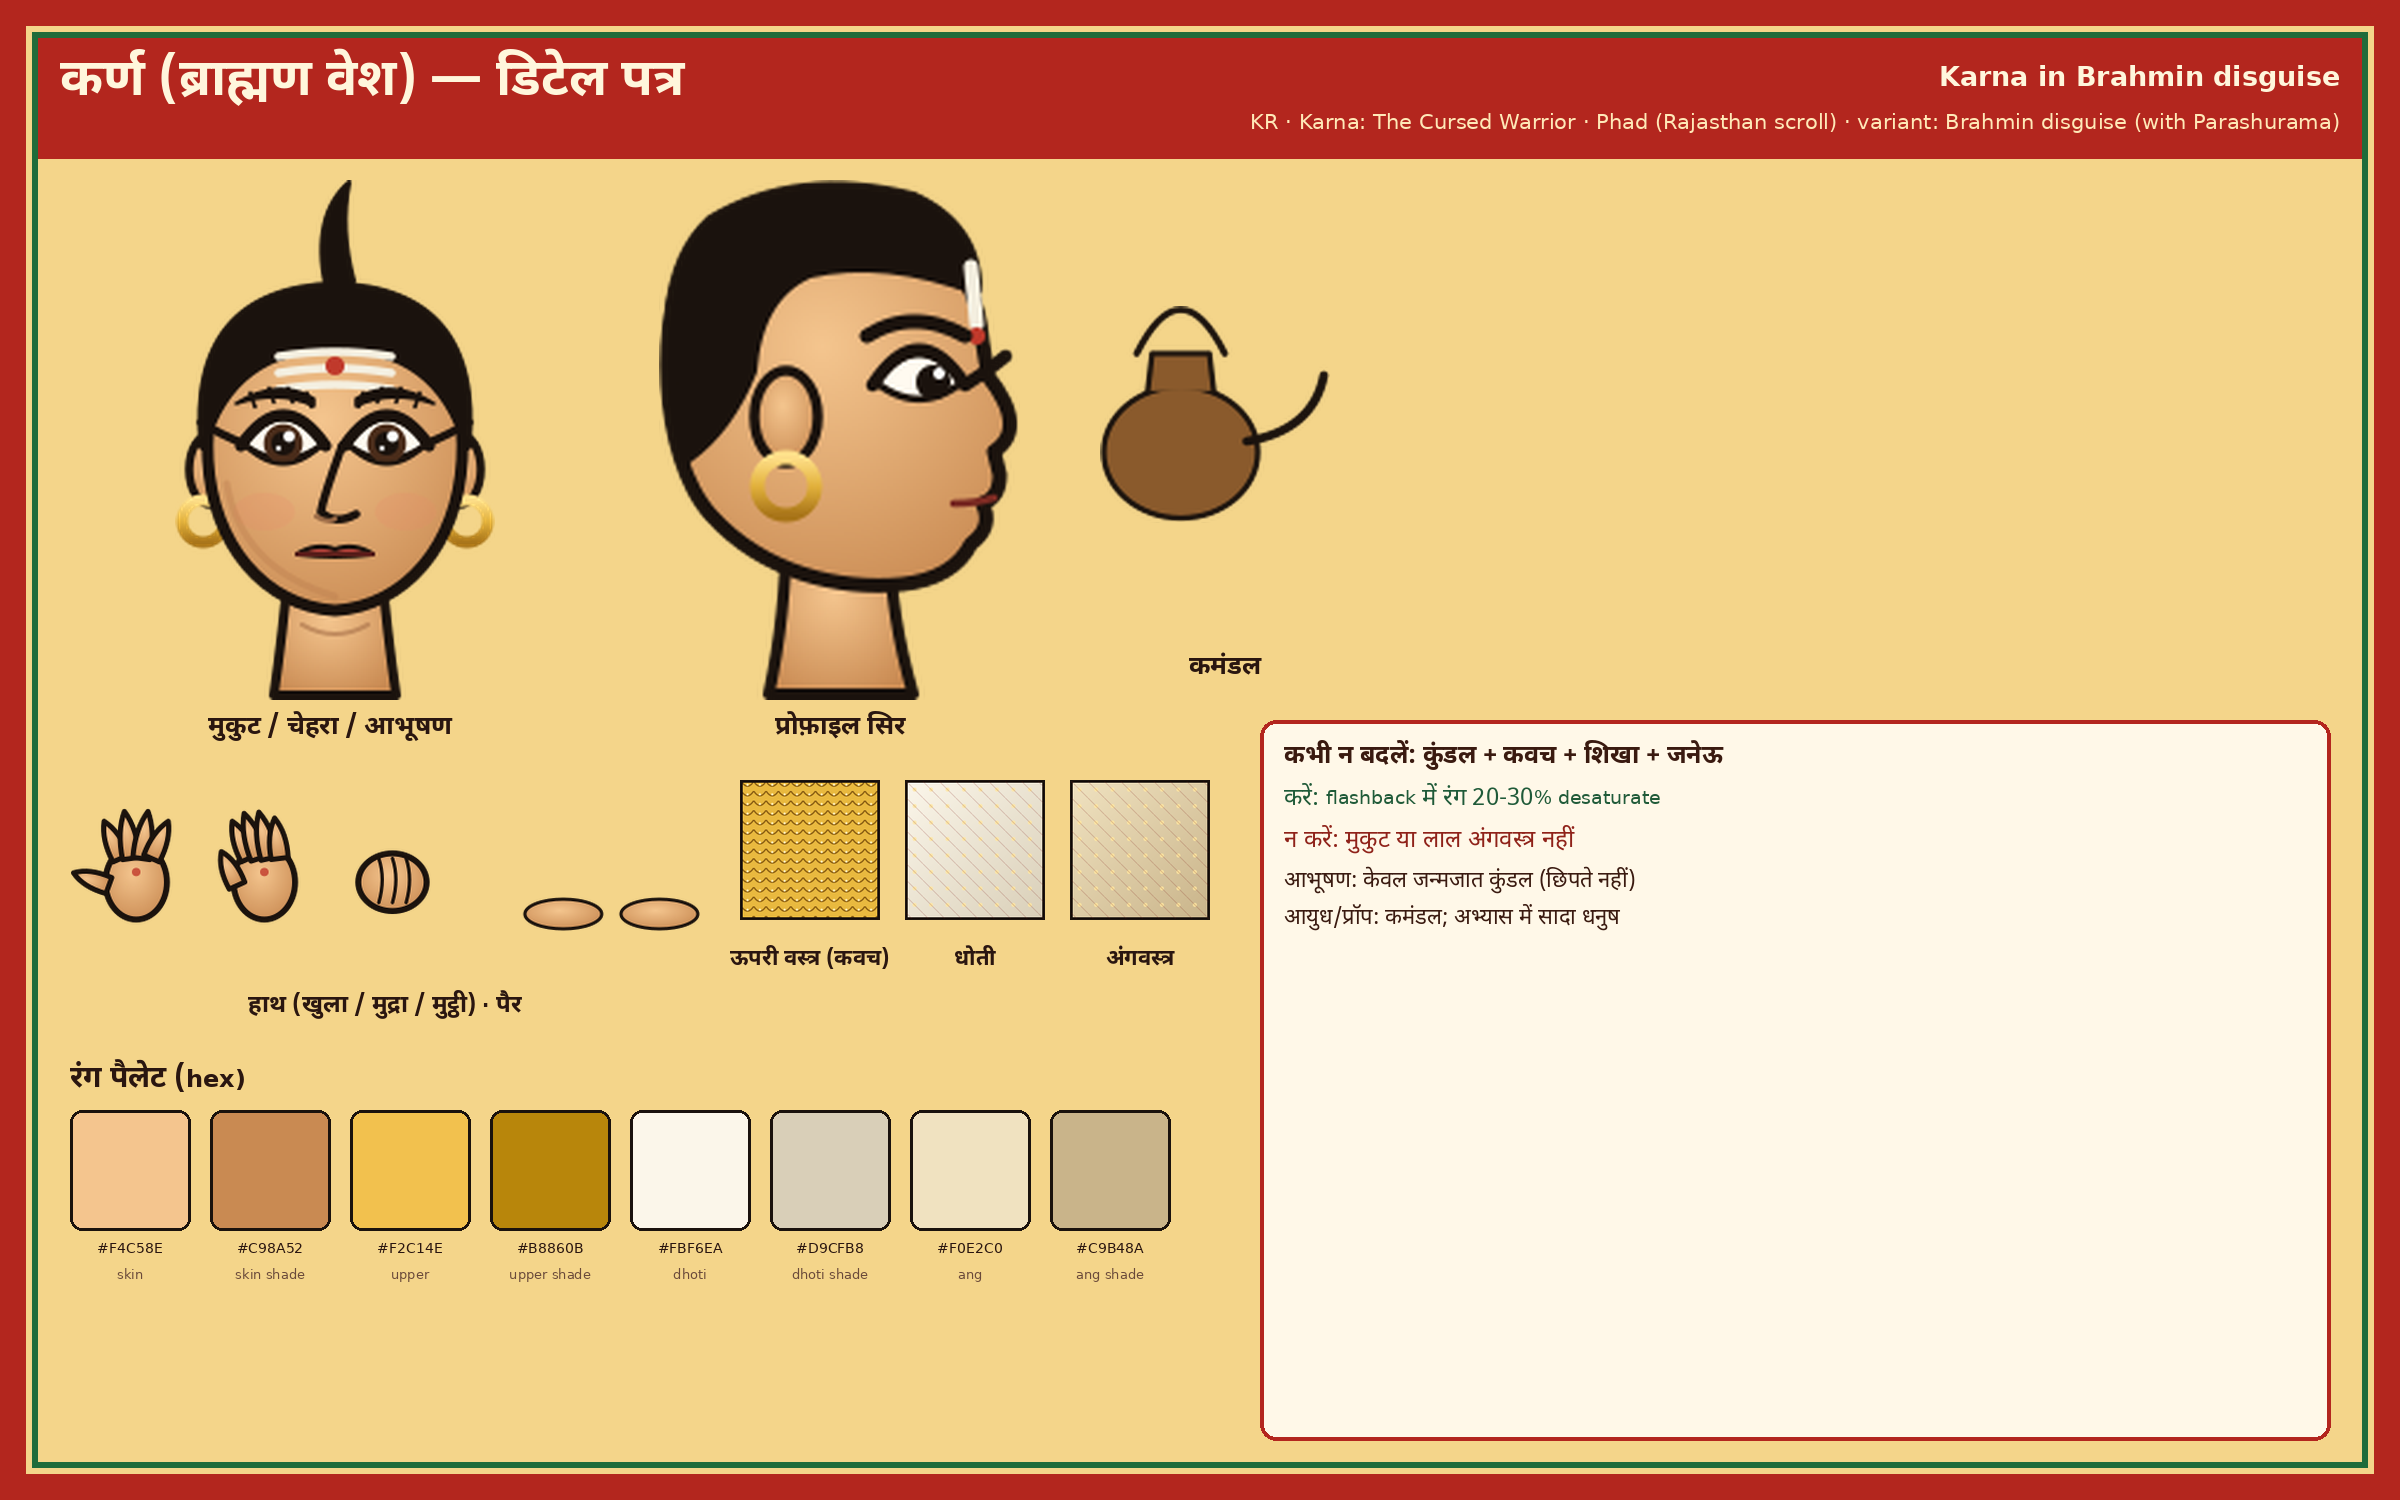 कर्ण (ब्राह्मण वेश) — डिटेल पत्र
Karna in Brahmin disguise
KR · Karna: The Cursed Warrior · Phad (Rajasthan scroll) · variant: Brahmin disguise (with Parashurama)
कमंडल
मुकुट / चेहरा / आभूषण
प्रोफ़ाइल सिर
कभी न बदलें: कुंडल + कवच + शिखा + जनेऊ
करें: flashback में रंग 20-30% desaturate
न करें: मुकुट या लाल अंगवस्त्र नहीं
आभूषण: केवल जन्मजात कुंडल (छिपते नहीं)
आयुध/प्रॉप: कमंडल; अभ्यास में सादा धनुष
ऊपरी वस्त्र (कवच)
धोती
अंगवस्त्र
हाथ (खुला / मुद्रा / मुट्ठी) · पैर
रंग पैलेट (hex)
#F4C58E
#C98A52
#F2C14E
#B8860B
#FBF6EA
#D9CFB8
#F0E2C0
#C9B48A
skin
skin shade
upper
upper shade
dhoti
dhoti shade
ang
ang shade